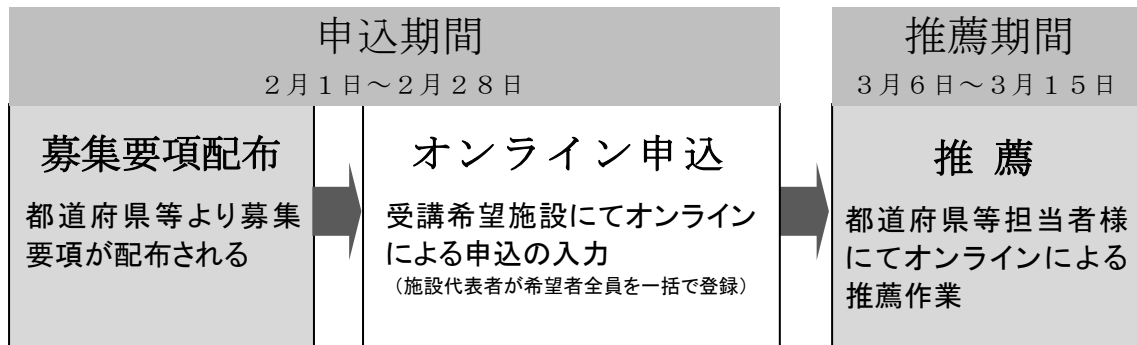 申込期間
２月１日～２月２８日
推薦期間
３月６日～３月１５日
募集要項配布
都道府県等より募集
要項が配布される
オンライン申込
受講希望施設にてオンライン
による申込の入力
（施設代表者が希望者全員を一括で登録）
推 薦
都道府県等担当者様
にてオンラインによる
推薦作業